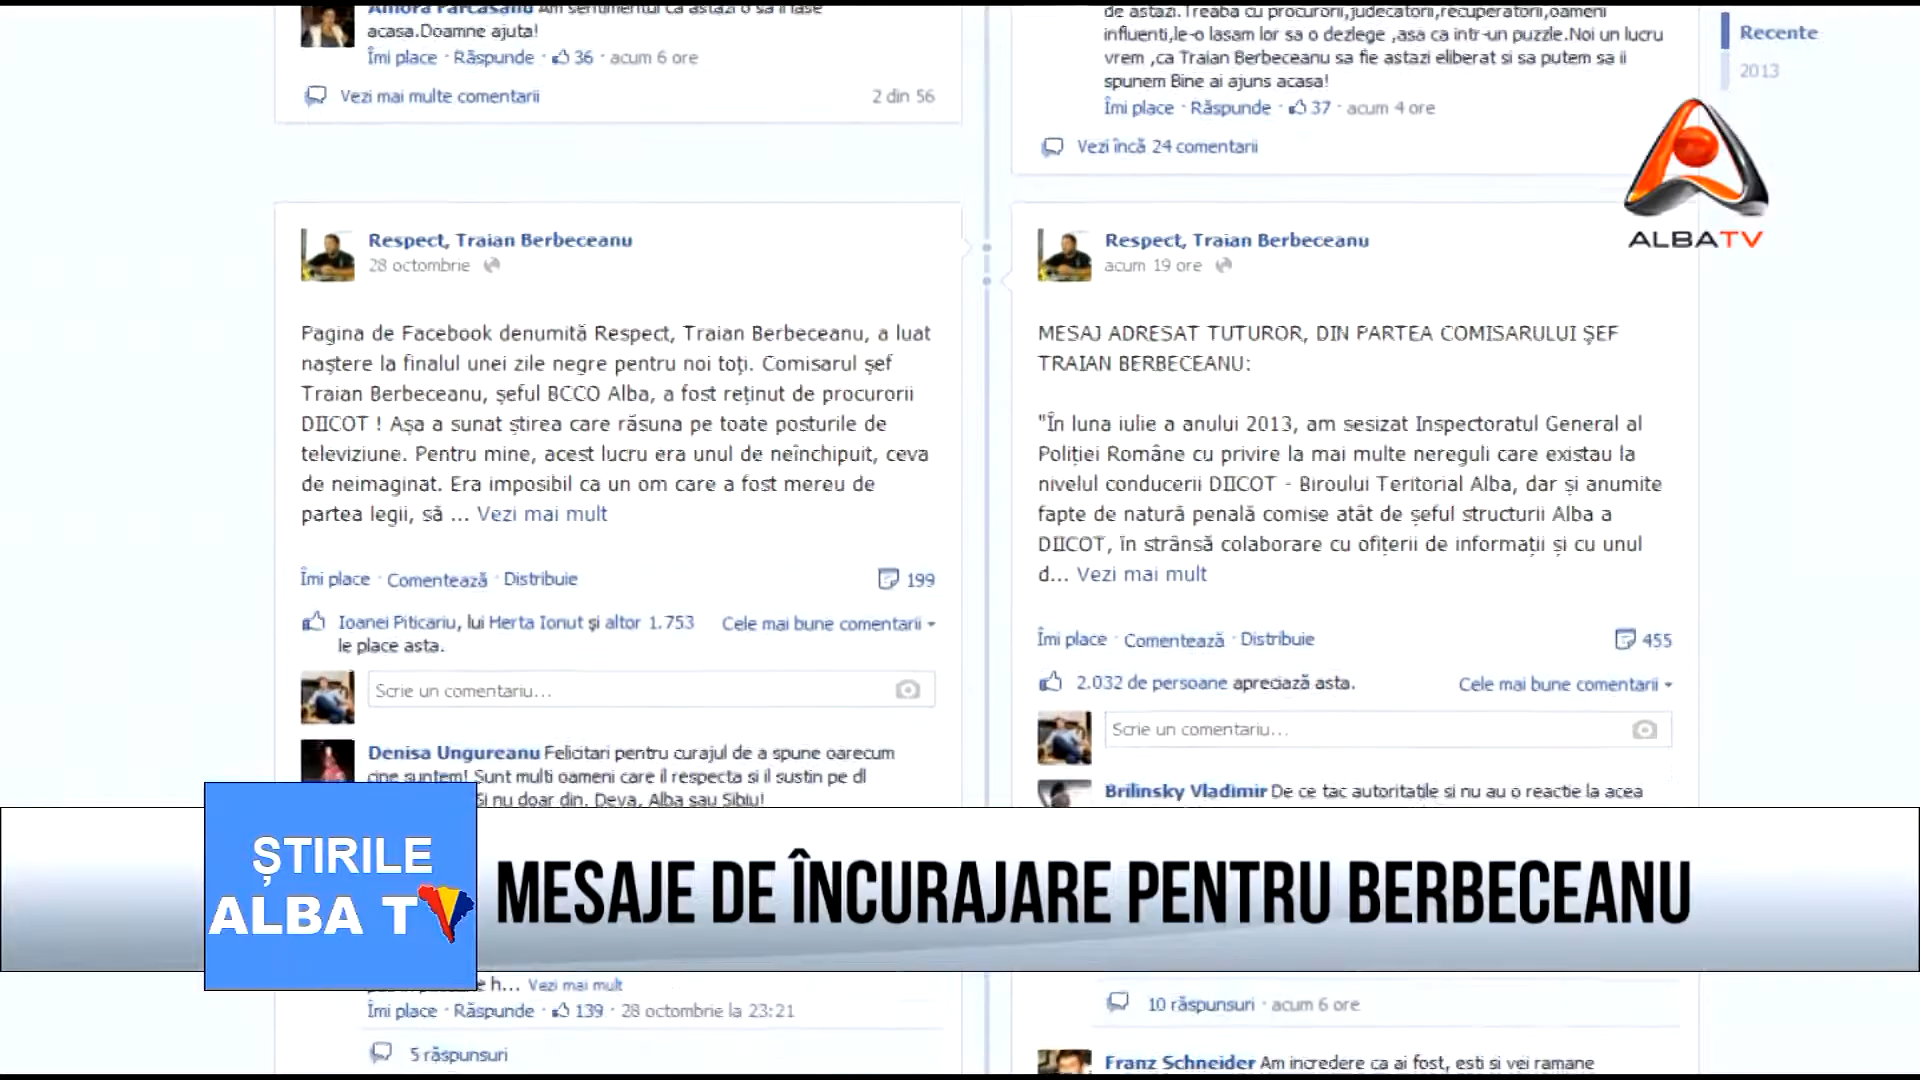 Am sentimentul ca astazi o sa il lase
acasa.Doamne ajuta!
Îmi place · Răspunde · 36 · acum 6 ore
Vezi mai multe comentarii
2 din 56
Respect, Traian Berbeceanu
28 octombrie
Pagina de Facebook denumită Respect, Traian Berbeceanu, a luat
naștere la finalul unei zile negre pentru noi toți. Comisarul șef
Traian Berbeceanu, șeful BCCO Alba, a fost reținut de procurorii
DIICOT ! Așa a sunat știrea care răsuna pe toate posturile de
televiziune. Pentru mine, acest lucru era unul de neînchipuit, ceva
de neimaginat. Era imposibil ca un om care a fost mereu de
partea legii, să ... Vezi mai mult
Îmi place · Comentează · Distribuie
199
Ioanei Piticariu, lui Herta Ionut și altor 1.753
le place asta.
Cele mai bune comentarii
Scrie un comentariu...
Denisa Ungureanu Felicitari pentru curajul de a spune oarecum
cine suntem! Sunt multi oameni care il respecta si il sustin pe dl
Si nu doar din. Deva, Alba sau Sibiu!
h... Vezi mai mult
Îmi place · Răspunde · 139 · 28 octombrie la 23:21
5 răspunsuri
de astazi.Treaba cu procurorii,judecatorii,recuperatorii,oameni
influenti,le-o lasam lor sa o dezlege ,asa ca intr-un puzzle.Noi un lucru
vrem ,ca Traian Berbeceanu sa fie astazi eliberat si sa putem sa ii
spunem Bine ai ajuns acasa!
Îmi place · Răspunde · 37 · acum 4 ore
Vezi încă 24 comentarii
Respect, Traian Berbeceanu
acum 19 ore
MESAJ ADRESAT TUTUROR, DIN PARTEA COMISARULUI ȘEF
TRAIAN BERBECEANU:
"În luna iulie a anului 2013, am sesizat Inspectoratul General al
Poliției Române cu privire la mai multe nereguli care existau la
nivelul conducerii DIICOT - Biroului Teritorial Alba, dar și anumite
fapte de natură penală comise atât de șeful structurii Alba a
DIICOT, în strânsă colaborare cu ofițerii de informații și cu unul
d... Vezi mai mult
Îmi place · Comentează · Distribuie
455
2.032 de persoane apreciază asta.
Cele mai bune comentarii
Scrie un comentariu...
Brilinsky Vladimir De ce tac autoritatile si nu au o reactie la acea
10 răspunsuri · acum 6 ore
Franz Schneider Am incredere ca ai fost, esti si vei ramane
Recente
2013
ALBATV
ȘTIRILE
ALBA TV
MESAJE DE ÎNCURAJARE PENTRU BERBECEANU